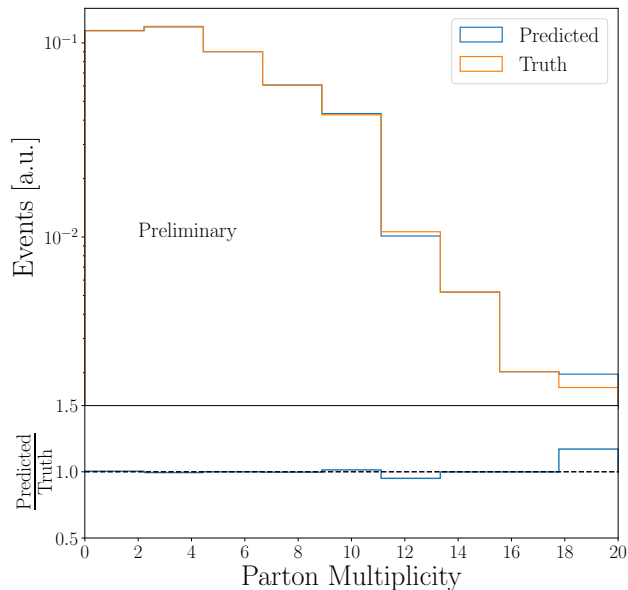 10⁻¹
Predicted
Truth
Events [a.u.]
Preliminary
10⁻²
1.5
Predicted
Truth
1.0
0.5
0 2 4 6 8 10 12 14 16 18 20
Parton Multiplicity